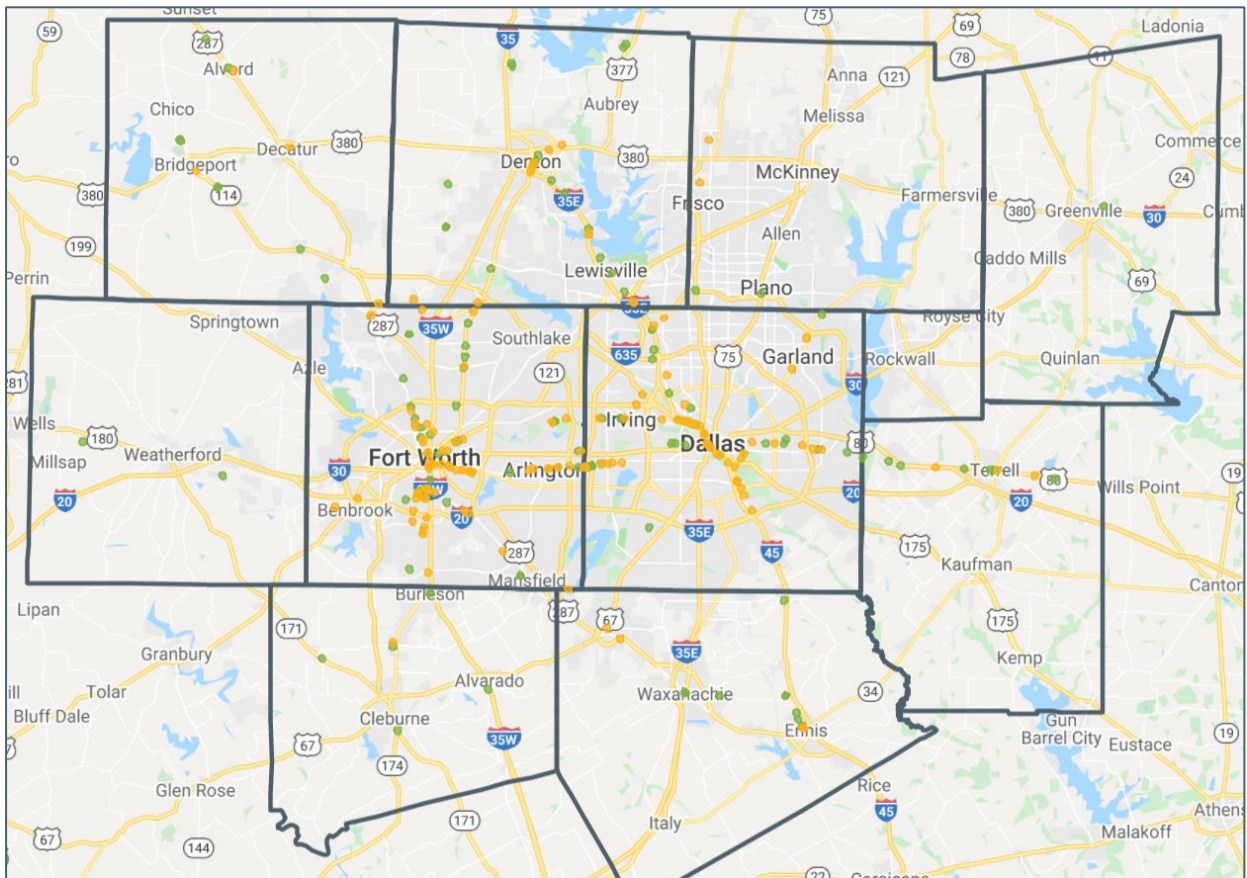 Sunset
75
69
Ladonia
59
287
35
78
11
Alvord
377
Anna
121
Chico
Aubrey
Melissa
Commerce
Decatur
380
Denton
380
Bridgeport
McKinney
24
380
114
35E
Frisco
Farmersville
380
Greenville
30
199
Allen
Caddo Mills
Perrin
Lewisville
Plano
69
Springtown
287
35W
35E
Royse City
Southlake
635
75
Garland
Rockwall
Quinlan
Azle
121
30
281
Wells
180
Irving
80
Millsap
Weatherford
Fort Worth
Dallas
30
Arlington
Terrell
80
19
20
Benbrook
20
35E
20
20
Wills Point
287
45
175
Mansfield
Kaufman
Canton
Lipan
Burleson
287
67
171
175
Granbury
35E
Kemp
Tolar
Alvarado
Waxahachie
34
Bluff Dale
Cleburne
Ennis
Gun
Barrel City
67
35W
Eustace
19
174
Glen Rose
Rice
45
Athens
Italy
171
67
144
Malakoff
22
Corsicana